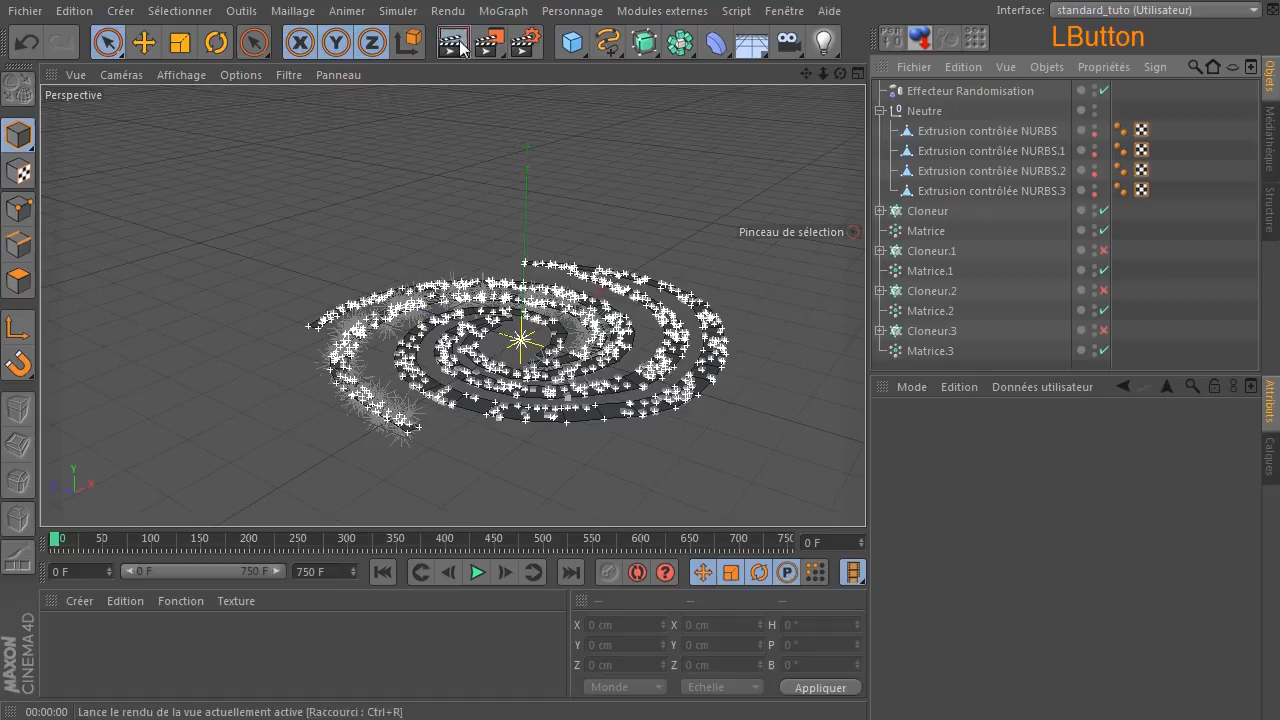 Fichier Edition Créer Sélectionner Outils Maillage Animer Simuler Rendu MoGraph Personnage Modules externes Script Fenêtre Aide Interface: standard_tuto (Utilisateur)
LButton
PSR
Vue Caméras Affichage Options Filtre Panneau
Fichier Edition Vue Objets Propriétés Sign
Perspective
Effecteur Randomisation
Neutre
Extrusion contrôlée NURBS
Extrusion contrôlée NURBS.1
Extrusion contrôlée NURBS.2
Extrusion contrôlée NURBS.3
Cloneur
Matrice
Cloneur.1
Matrice.1
Cloneur.2
Matrice.2
Cloneur.3
Matrice.3
Pinceau de sélection
Objets
Médiathèque
Structure
Mode Edition Données utilisateur
Attributs
Calques
Y
X
0 50 100 150 200 250 300 350 400 450 500 550 600 650 700 750 0 F
0 F 0 F 750 F 750 F
Créer Edition Fonction Texture
-- -- --
X 0 cm X 0 cm H 0 °
Y 0 cm Y 0 cm P 0 °
Z 0 cm Z 0 cm B 0 °
Monde Echelle Appliquer
MAXON
CINEMA 4D
00:00:00 Lance le rendu de la vue actuellement active [Raccourci : Ctrl+R]